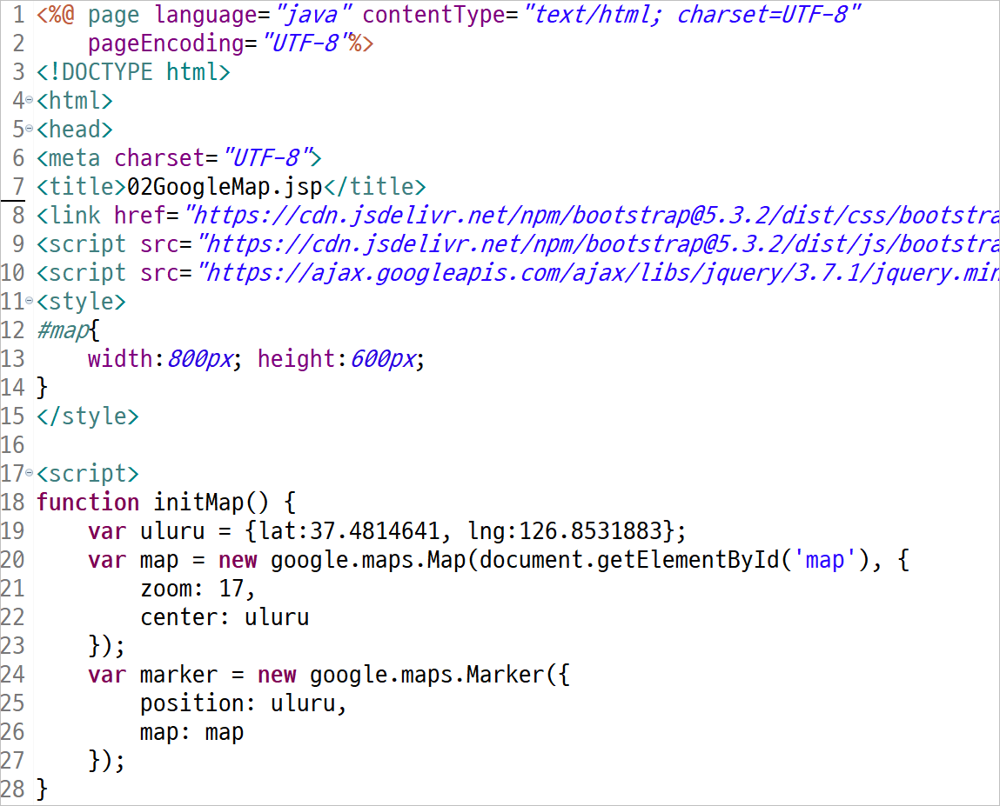 1 <%@ page language="java" contentType="text/html; charset=UTF-8"
2     pageEncoding="UTF-8"%>
3 <!DOCTYPE html>
4 <html>
5 <head>
6 <meta charset="UTF-8">
7 <title>02GoogleMap.jsp</title>
8 <link href="https://cdn.jsdelivr.net/npm/bootstrap@5.3.2/dist/css/bootstra
9 <script src="https://cdn.jsdelivr.net/npm/bootstrap@5.3.2/dist/js/bootstra
10 <script src="https://ajax.googleapis.com/ajax/libs/jquery/3.7.1/jquery.min
11 <style>
12 #map{
13     width:800px; height:600px;
14 }
15 </style>
16
17 <script>
18 function initMap() {
19     var uluru = {lat:37.4814641, lng:126.8531883};
20     var map = new google.maps.Map(document.getElementById('map'), {
21         zoom: 17,
22         center: uluru
23     });
24     var marker = new google.maps.Marker({
25         position: uluru,
26         map: map
27     });
28 }